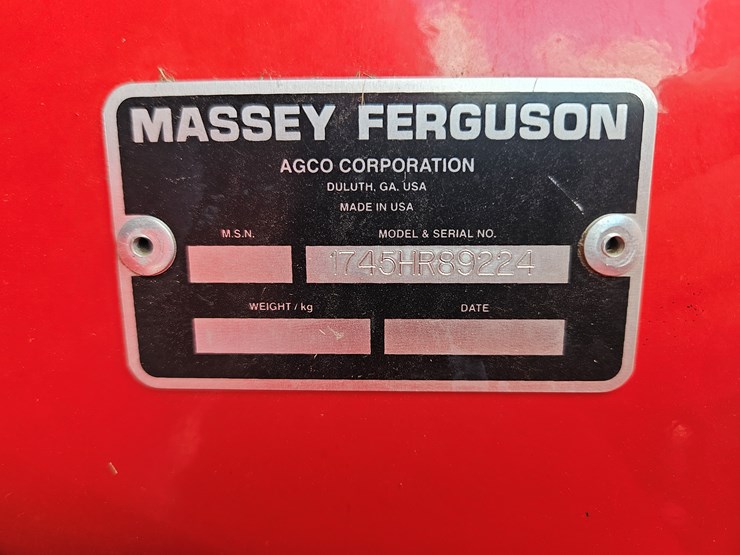 MASSEY FERGUSON
AGCO CORPORATION
DULUTH, GA. USA
MADE IN USA
M.S.N. MODEL & SERIAL NO.
1745HR89224
WEIGHT / kg DATE